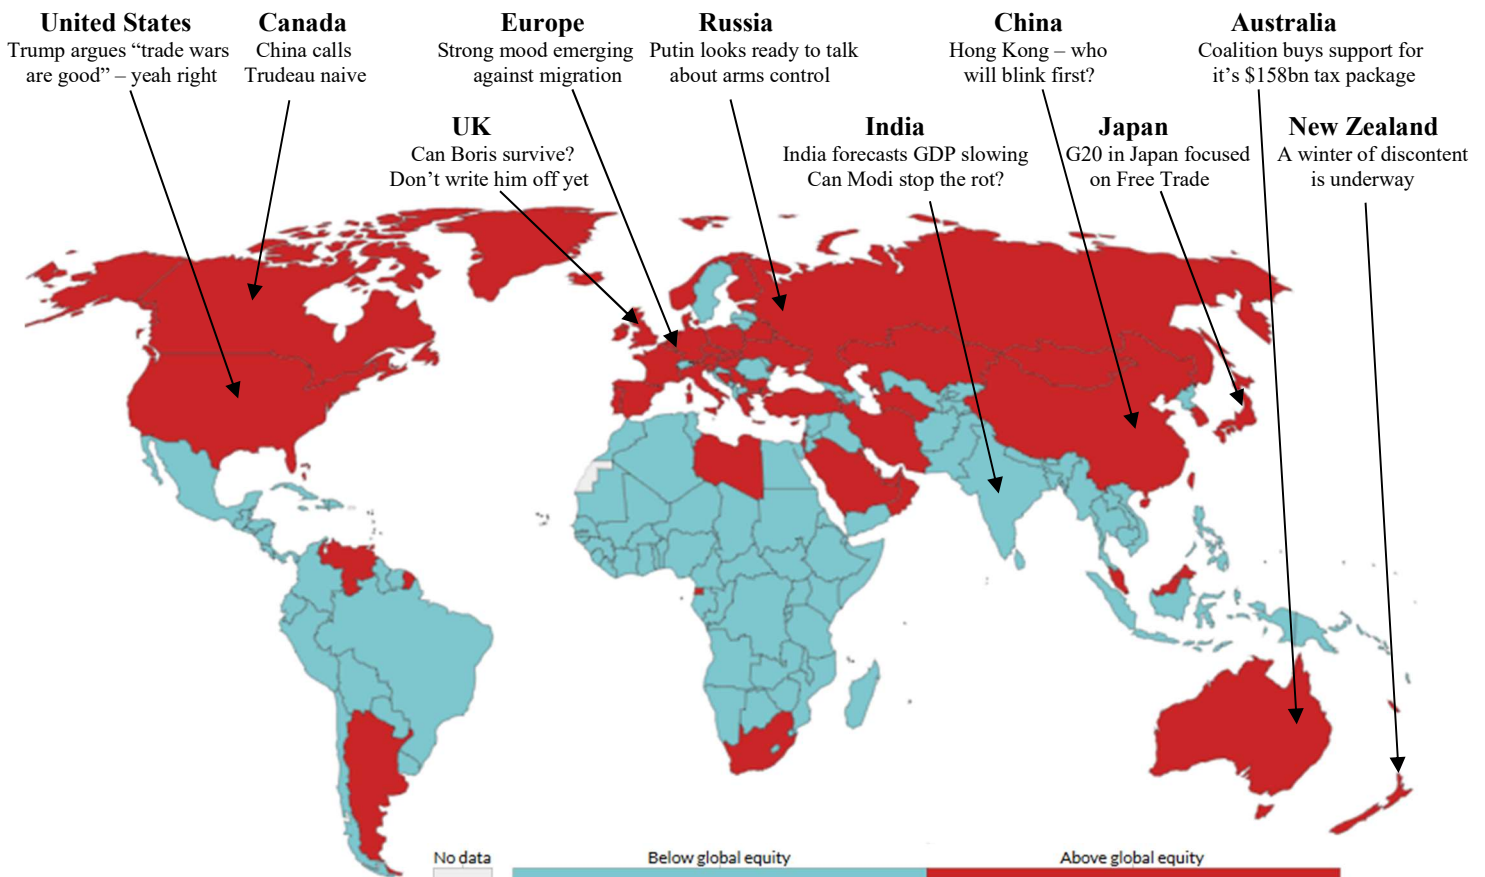 United States
Trump argues “trade wars
are good” – yeah right
Canada
China calls
Trudeau naive
Europe
Strong mood emerging
against migration
Russia
Putin looks ready to talk
about arms control
China
Hong Kong – who
will blink first?
Australia
Coalition buys support for
it’s $158bn tax package
UK
Can Boris survive?
Don’t write him off yet
India
India forecasts GDP slowing
Can Modi stop the rot?
Japan
G20 in Japan focused
on Free Trade
New Zealand
A winter of discontent
is underway
No data
Below global equity
Above global equity